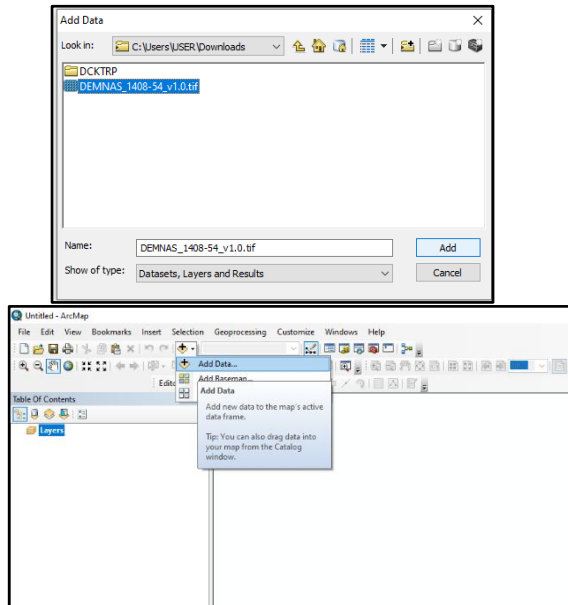 Add Data
Look in: C:\Users\USER\Downloads
DCKTRP
DEMNAS_1408-54_v1.0.tif
Name: DEMNAS_1408-54_v1.0.tif Add
Show of type: Datasets, Layers and Results Cancel
Untitled - ArcMap
File Edit View Bookmarks Insert Selection Geoprocessing Customize Windows Help
Add Data...
Add Basemap...
Add Data
Add new data to the map's active
data frame.
Tip: You can also drag data into
your map from the Catalog
window.
Table Of Contents
Layers